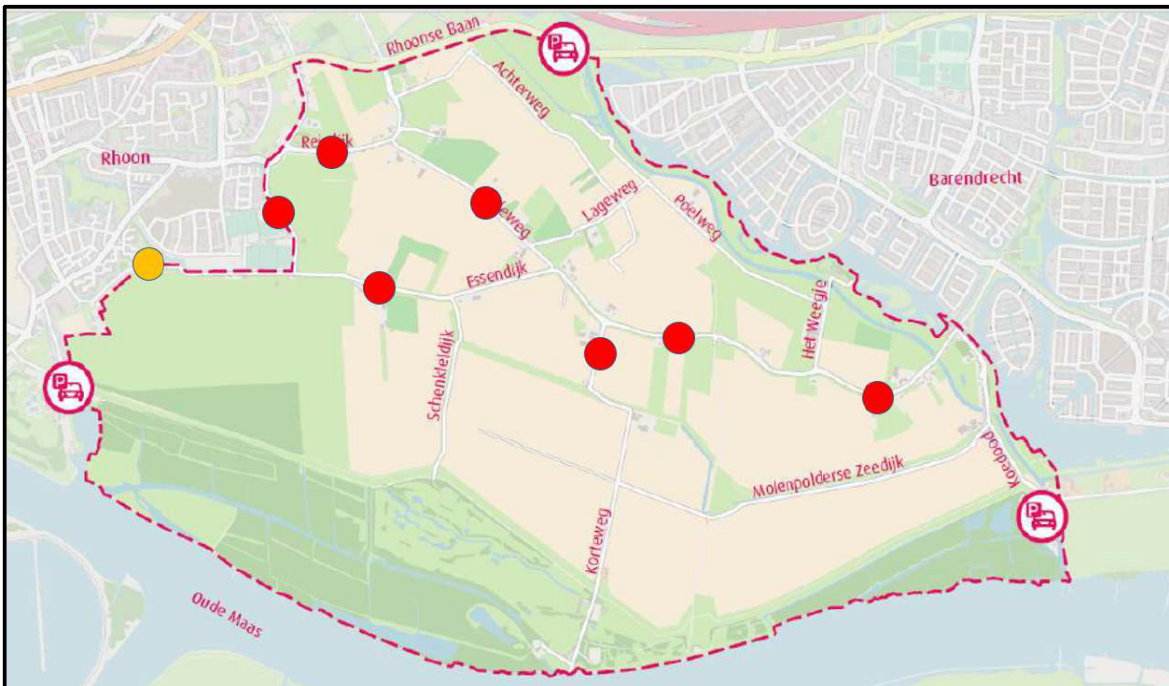 Rhoonse Baan
P
Achterweg
Rhoon
Barendrecht
Lageweg
Poelweg
Essendijk
Het Weegje
P
Schenkeldijk
Molenpolderse Zeedijk
Koedood
P
Korteweg
Oude Maas